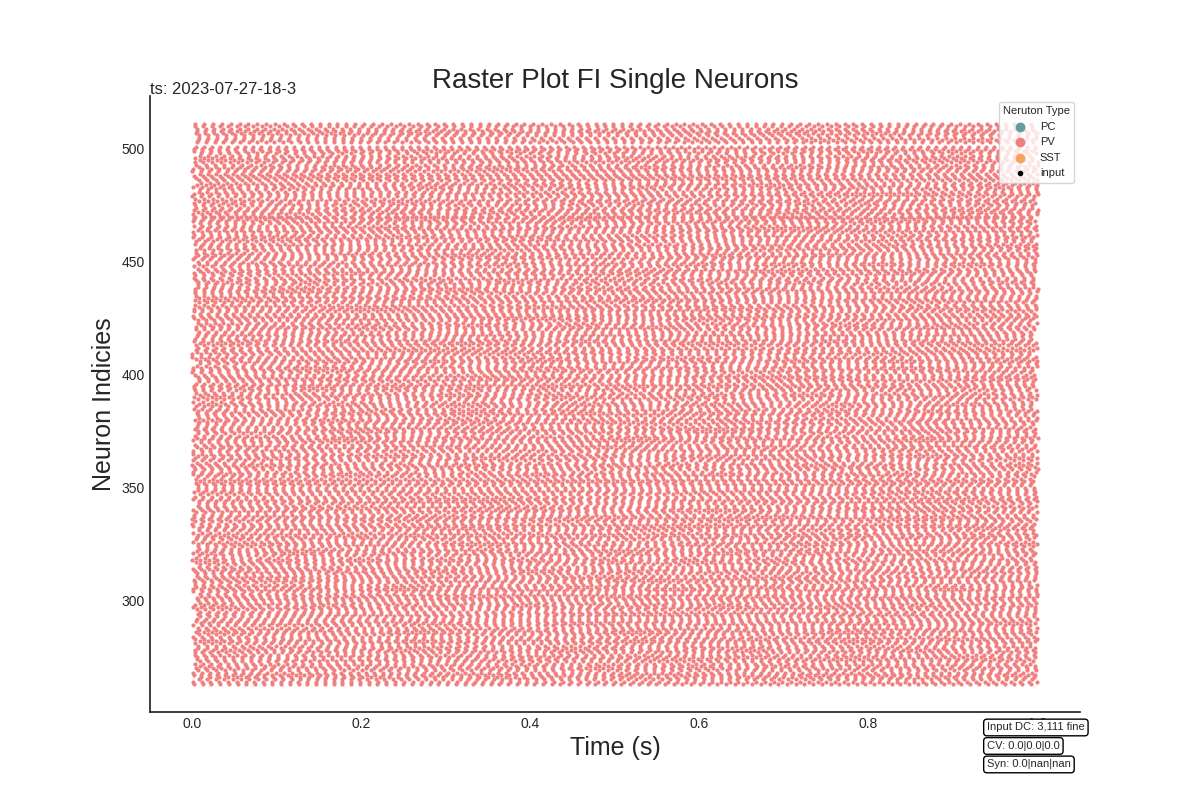 Raster Plot FI Single Neurons
ts: 2023-07-27-18-3
Neruton Type
PC
PV
SST
input
500
450
400
350
300
Neuron Indicies
0.0 0.2 0.4 0.6 0.8
Time (s)
Input DC: 3,111 fine
CV: 0.0|0.0|0.0
Syn: 0.0|nan|nan